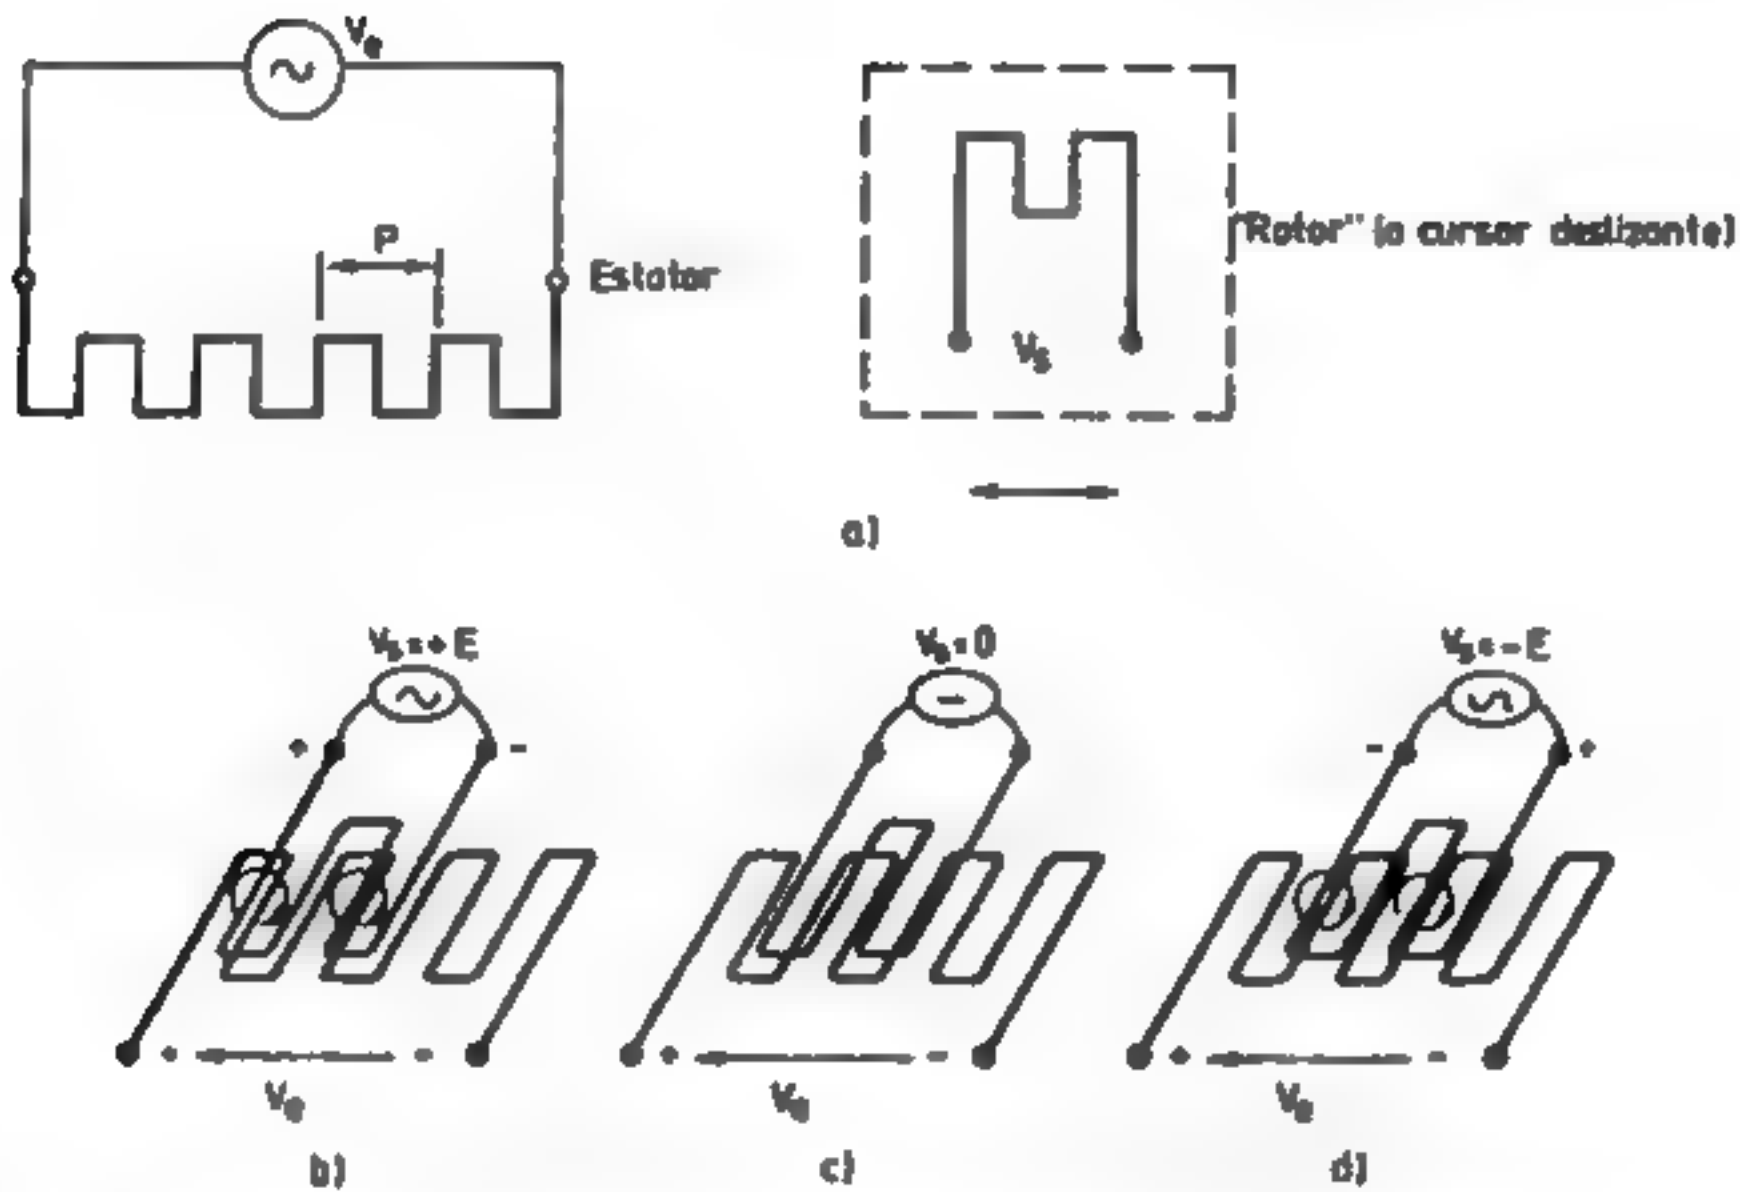 Ve
P
Estator
"Rotor" (o cursor deslizante)
Vs
a)
Vs = + E
Vs = 0
Vs = - E
+ -
- +
+ -
+ -
+ -
Ve
Ve
Ve
b)
c)
d)